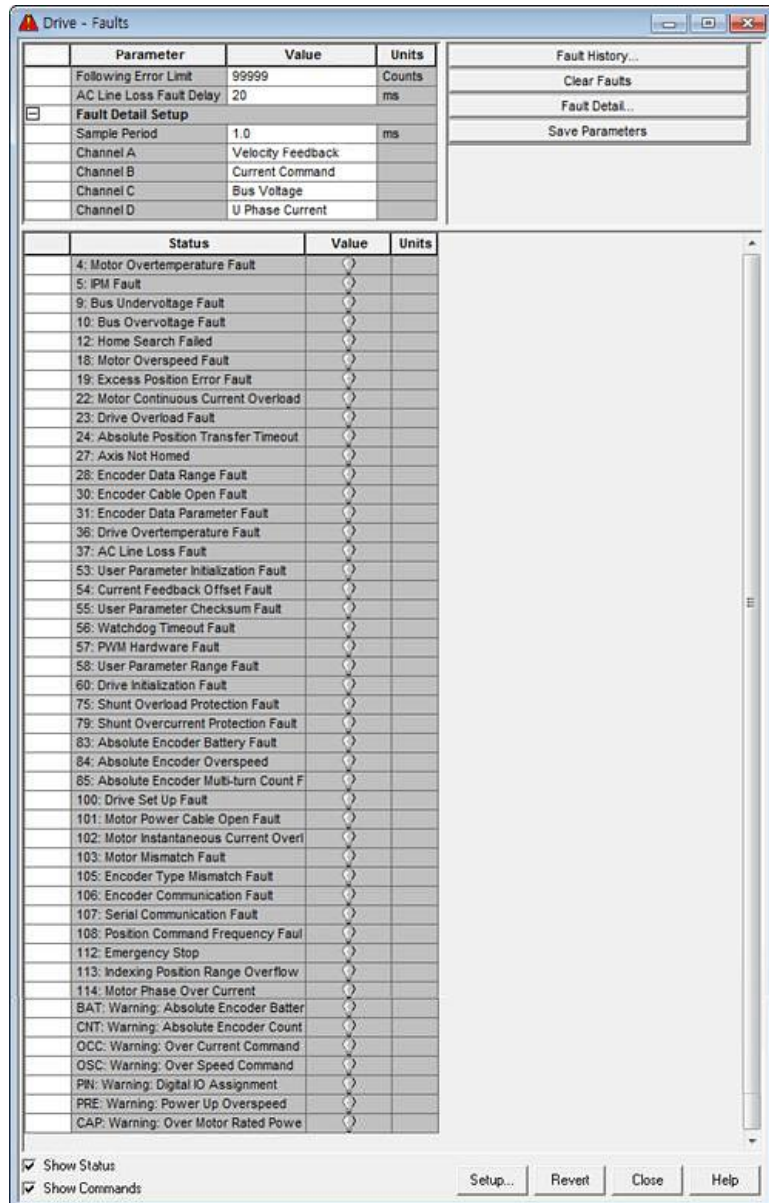 Drive - Faults
Parameter Value Units
Following Error Limit 99999 Counts
AC Line Loss Fault Delay 20 ms
Fault Detail Setup
Sample Period 1.0 ms
Channel A Velocity Feedback
Channel B Current Command
Channel C Bus Voltage
Channel D U Phase Current
Fault History...
Clear Faults
Fault Detail...
Save Parameters
Status Value Units
4: Motor Overtemperature Fault
5: IPM Fault
9: Bus Undervoltage Fault
10: Bus Overvoltage Fault
12: Home Search Failed
18: Motor Overspeed Fault
19: Excess Position Error Fault
22: Motor Continuous Current Overload
23: Drive Overload Fault
24: Absolute Position Transfer Timeout
27: Axis Not Homed
28: Encoder Data Range Fault
30: Encoder Cable Open Fault
31: Encoder Data Parameter Fault
36: Drive Overtemperature Fault
37: AC Line Loss Fault
53: User Parameter Initialization Fault
54: Current Feedback Offset Fault
55: User Parameter Checksum Fault
56: Watchdog Timeout Fault
57: PWM Hardware Fault
58: User Parameter Range Fault
60: Drive Initialization Fault
75: Shunt Overload Protection Fault
79: Shunt Overcurrent Protection Fault
83: Absolute Encoder Battery Fault
84: Absolute Encoder Overspeed
85: Absolute Encoder Multi-turn Count F
100: Drive Set Up Fault
101: Motor Power Cable Open Fault
102: Motor Instantaneous Current Overl
103: Motor Mismatch Fault
105: Encoder Type Mismatch Fault
106: Encoder Communication Fault
107: Serial Communication Fault
108: Position Command Frequency Faul
112: Emergency Stop
113: Indexing Position Range Overflow
114: Motor Phase Over Current
BAT: Warning: Absolute Encoder Batter
CNT: Warning: Absolute Encoder Count
OCC: Warning: Over Current Command
OSC: Warning: Over Speed Command
PIN: Warning: Digital IO Assignment
PRE: Warning: Power Up Overspeed
CAP: Warning: Over Motor Rated Powe
Show Status
Show Commands
Setup... Revert Close Help